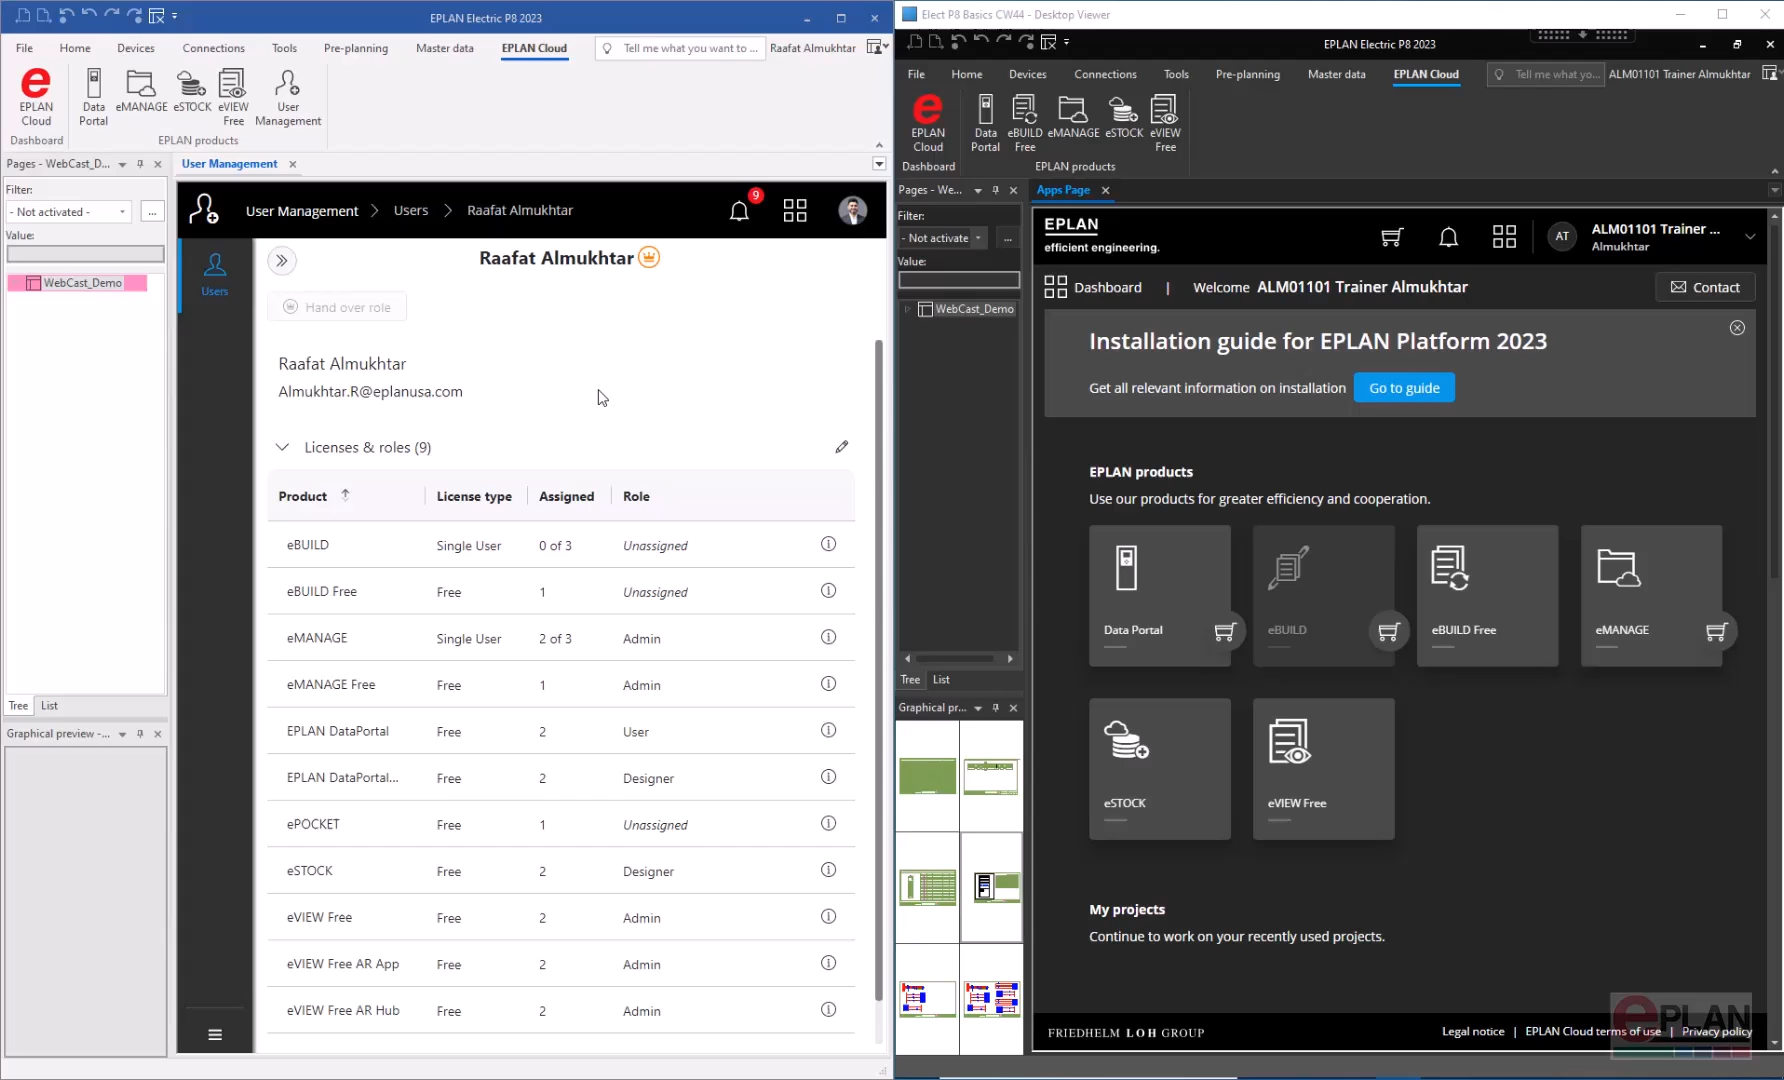 EPLAN Electric P8 2023
File Home Devices Connections Tools Pre-planning Master data EPLAN Cloud Tell me what you want to ... Raafat Almukhtar
EPLAN Cloud
Data Portal
eMANAGE
eSTOCK
eVIEW Free
User Management
Dashboard
EPLAN products
Pages - WebCast_D...
User Management
Filter:
- Not activated -
...
Value:
WebCast_Demo
Tree List
Graphical preview -...
User Management > Users > Raafat Almukhtar
9
Users
Raafat Almukhtar
Hand over role
Raafat Almukhtar
Almukhtar.R@eplanusa.com
Licenses & roles (9)
Product License type Assigned Role
eBUILD Single User 0 of 3 Unassigned
eBUILD Free Free 1 Unassigned
eMANAGE Single User 2 of 3 Admin
eMANAGE Free Free 1 Admin
EPLAN DataPortal Free 2 User
EPLAN DataPortal... Free 2 Designer
ePOCKET Free 1 Unassigned
eSTOCK Free 2 Designer
eVIEW Free Free 2 Admin
eVIEW Free AR App Free 2 Admin
eVIEW Free AR Hub Free 2 Admin
Elect P8 Basics CW44 - Desktop Viewer
EPLAN Electric P8 2023
File Home Devices Connections Tools Pre-planning Master data EPLAN Cloud Tell me what yo... ALM01101 Trainer Almukhtar
EPLAN Cloud
Data Portal
eBUILD Free
eMANAGE
eSTOCK
eVIEW Free
Dashboard
EPLAN products
Pages - We...
Apps Page
Filter:
- Not activate
...
Value:
WebCast_Demo
Tree List
Graphical pr...
EPLAN
efficient engineering.
AT
ALM01101 Trainer ...
Almukhtar
Dashboard | Welcome ALM01101 Trainer Almukhtar
Contact
Installation guide for EPLAN Platform 2023
Get all relevant information on installation Go to guide
EPLAN products
Use our products for greater efficiency and cooperation.
Data Portal
eBUILD
eBUILD Free
eMANAGE
eSTOCK
eVIEW Free
My projects
Continue to work on your recently used projects.
FRIEDHELM LOH GROUP
Legal notice | EPLAN Cloud terms of use | Privacy policy
ePLAN